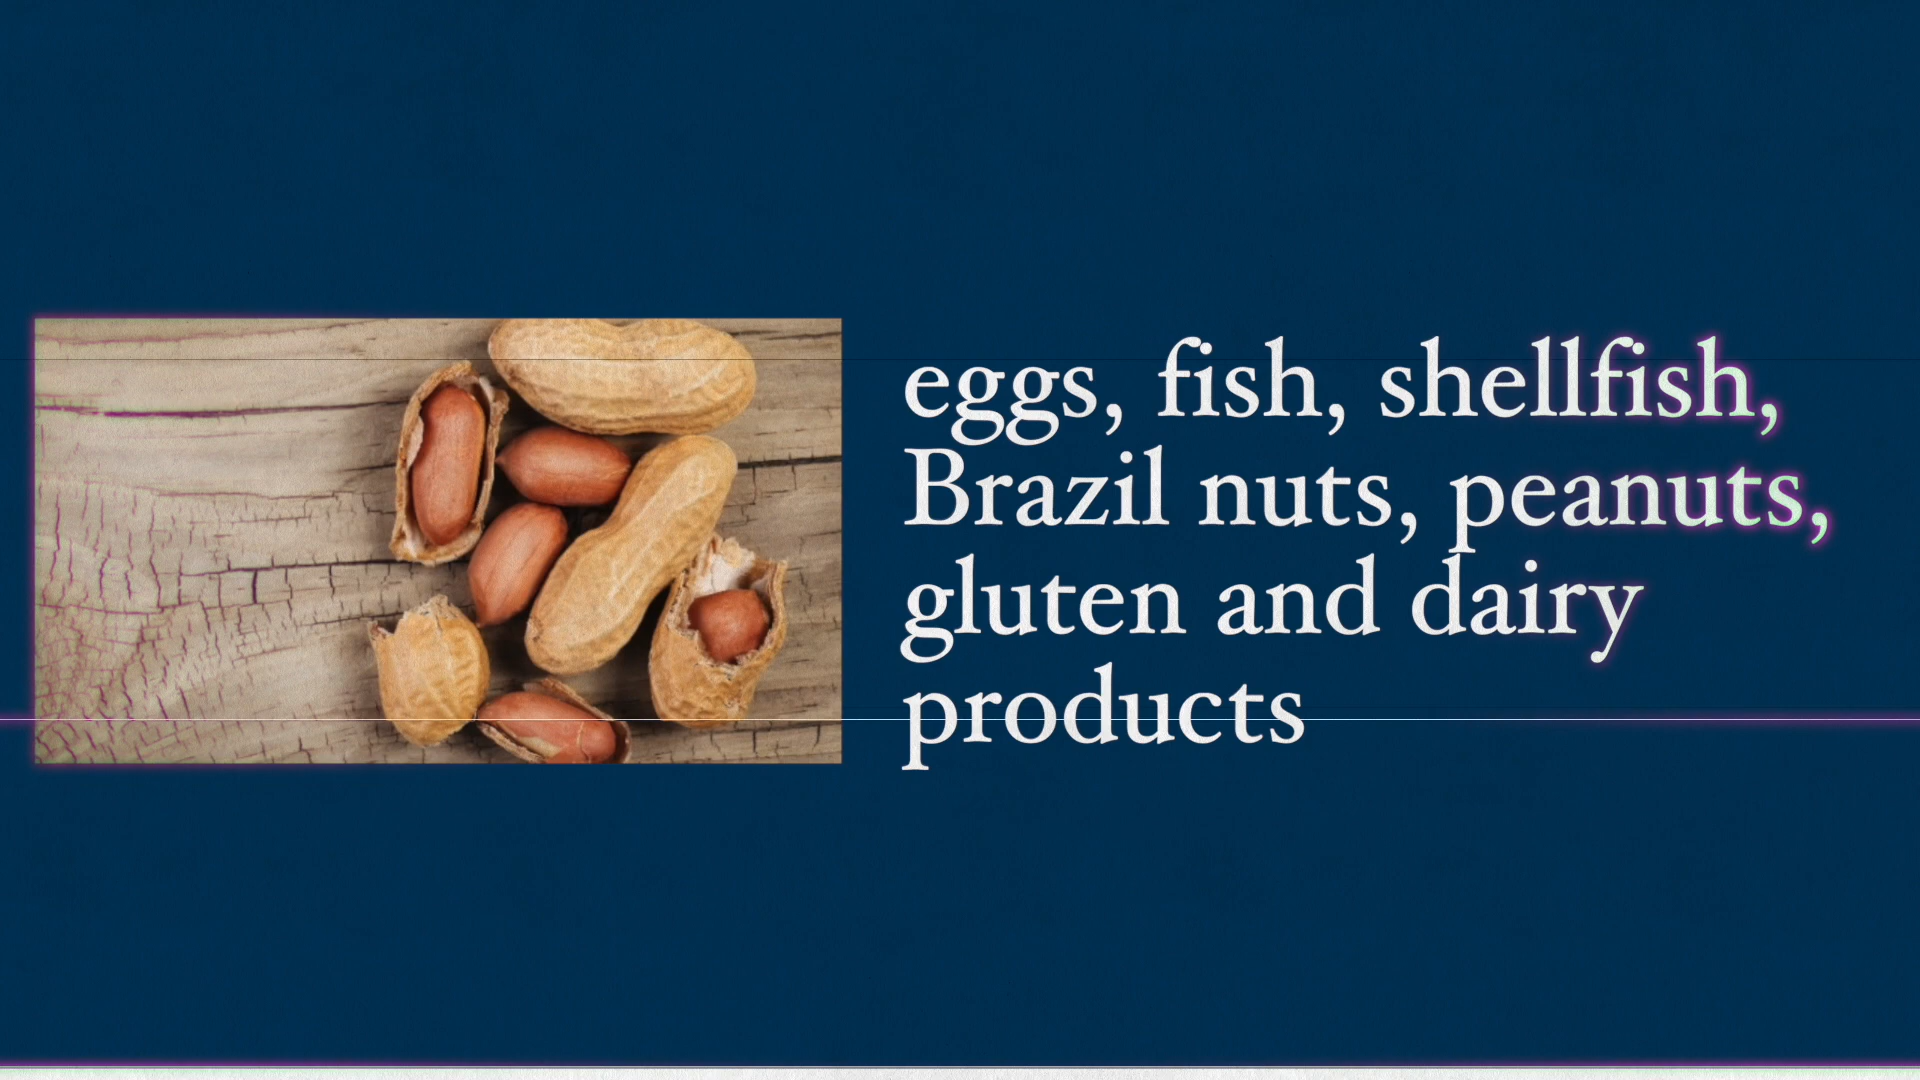 eggs, fish, shellfish,
Brazil nuts, peanuts,
gluten and dairy
products